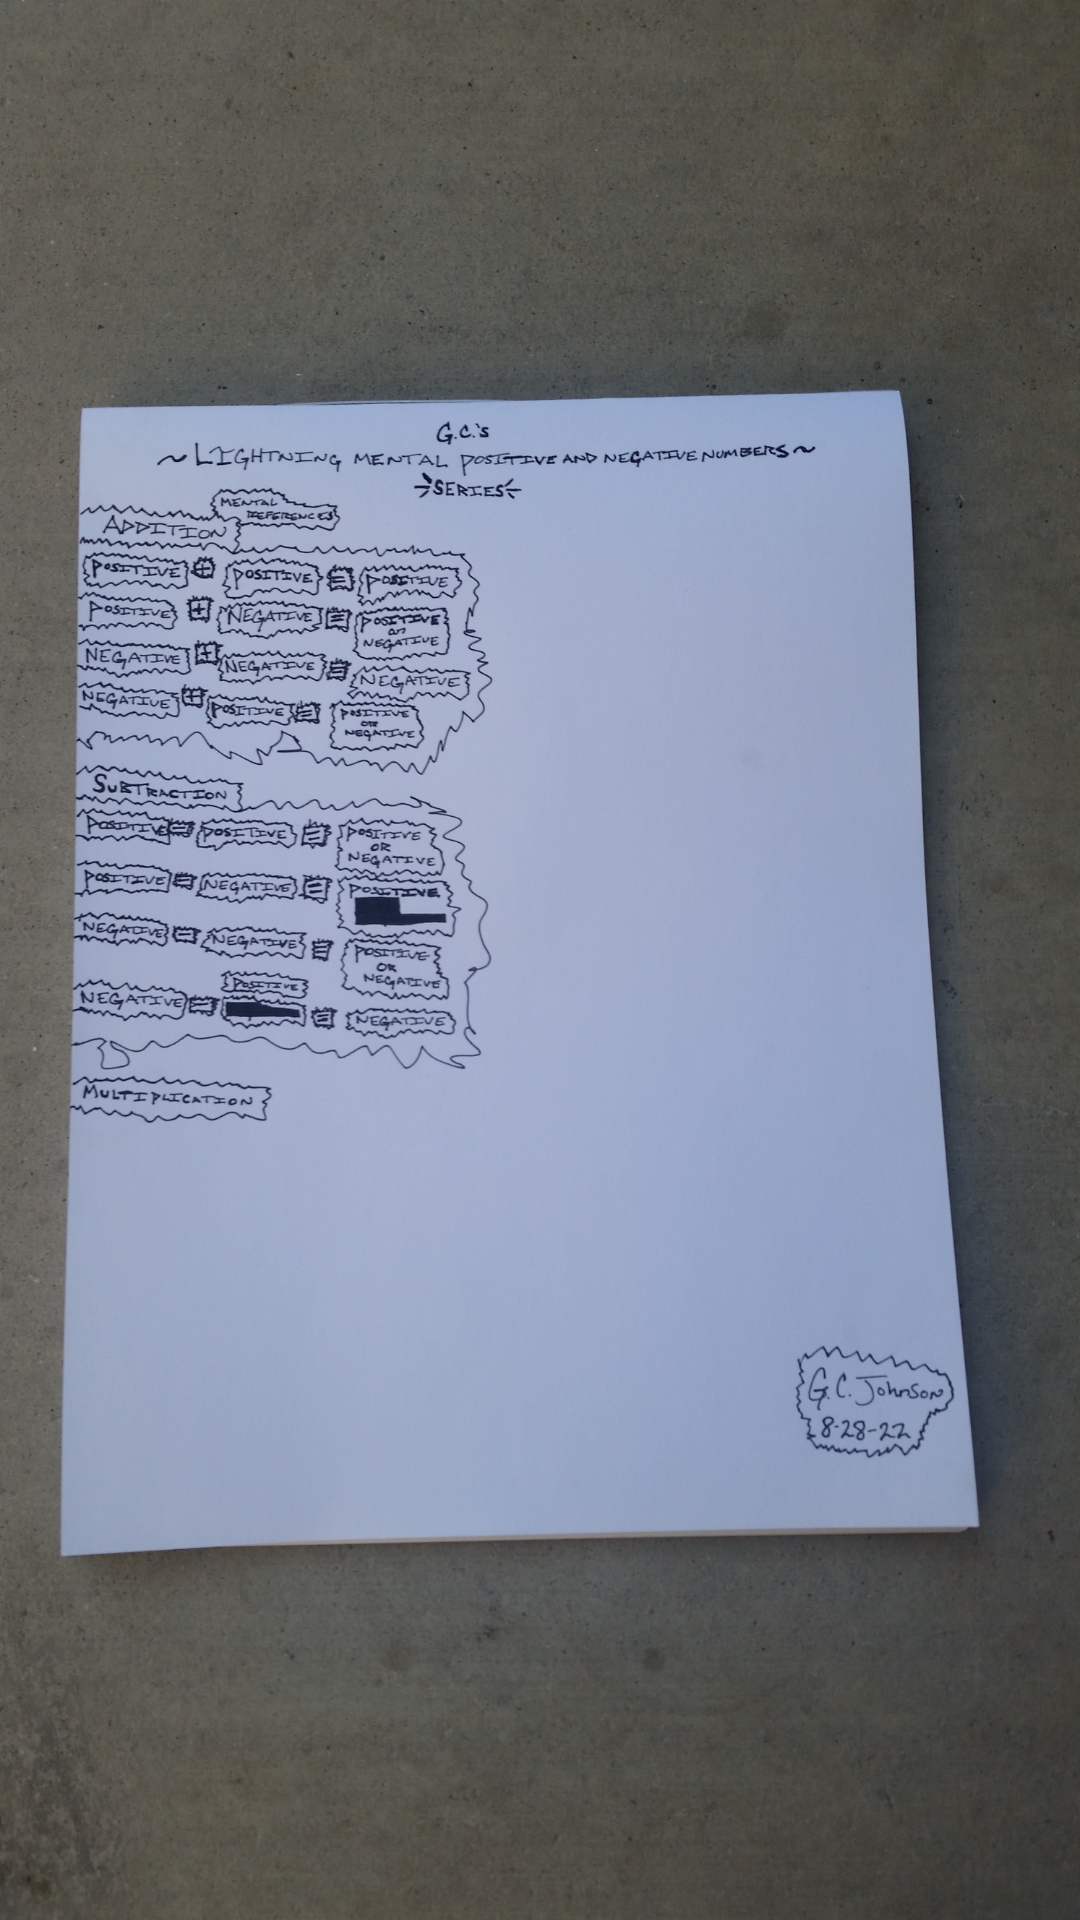 G.C.'s
~LIGHTNING MENTAL POSITIVE AND NEGATIVE NUMBERS~
SERIES
MENTAL
REFERENCES
ADDITION
POSITIVE + POSITIVE = POSITIVE
POSITIVE + NEGATIVE = POSITIVE
OR
NEGATIVE
NEGATIVE + NEGATIVE = NEGATIVE
NEGATIVE + POSITIVE = POSITIVE
OR
NEGATIVE
SUBTRACTION
POSITIVE - POSITIVE = POSITIVE
OR
NEGATIVE
POSITIVE - NEGATIVE = POSITIVE
NEGATIVE - NEGATIVE = POSITIVE
OR
NEGATIVE
POSITIVE
NEGATIVE - = NEGATIVE
MULTIPLICATION
G.C. Johnson
8-28-22